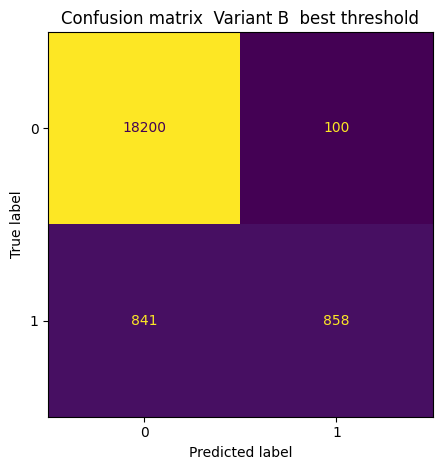 Confusion matrix  Variant B  best threshold
True label
0
18200
100
1
841
858
0
1
Predicted label